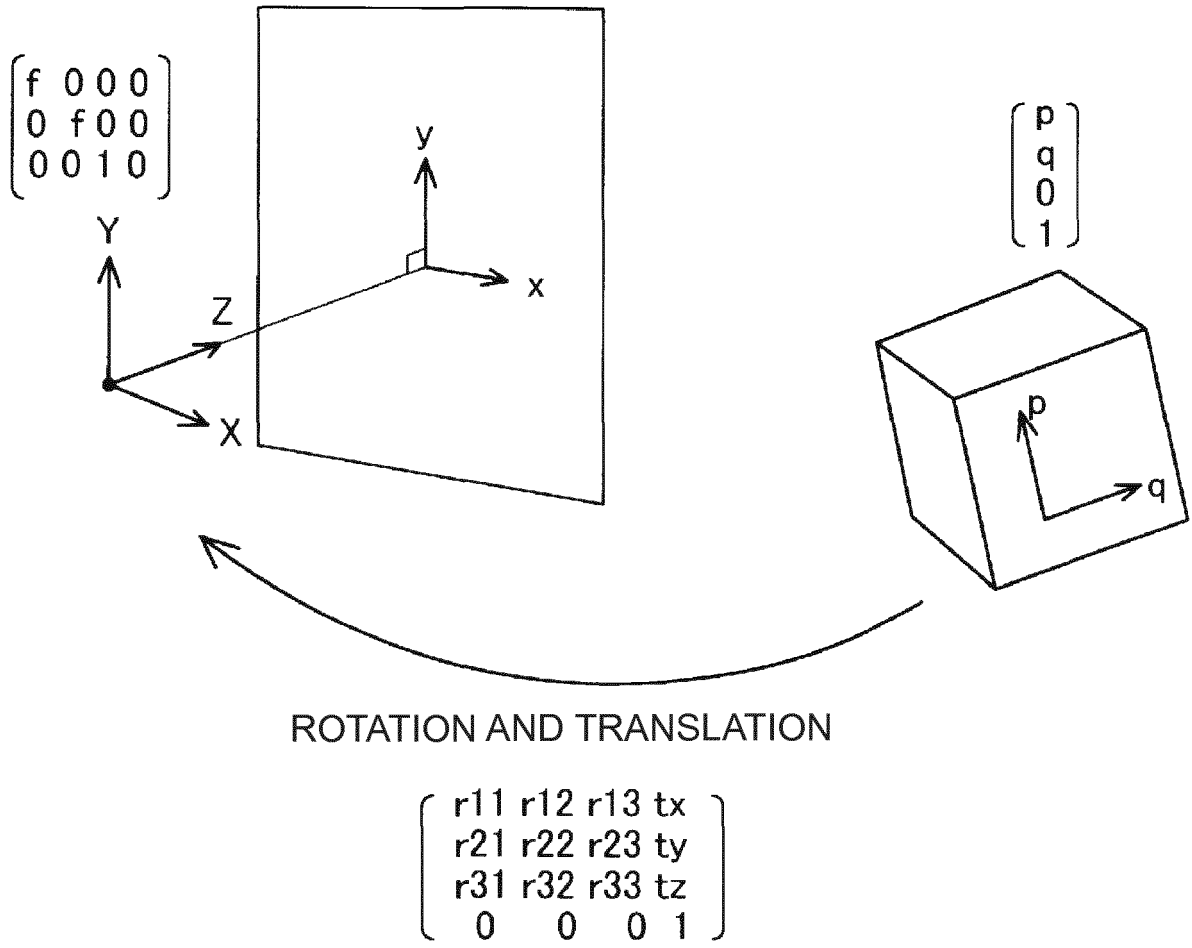 f 0 0 0
0 f 0 0
0 0 1 0
Y
Z
X
y
x
p
q
0
1
p
q
ROTATION AND TRANSLATION
r11 r12 r13 tx
r21 r22 r23 ty
r31 r32 r33 tz
0 0 0 1